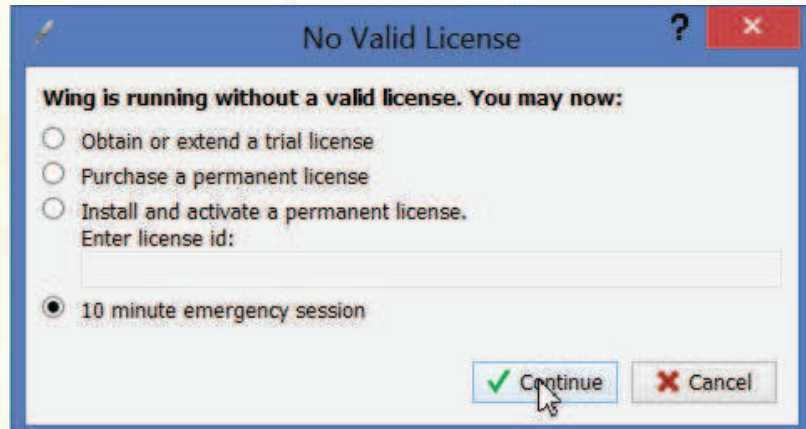 No Valid License
?
Wing is running without a valid license. You may now:
Obtain or extend a trial license
Purchase a permanent license
Install and activate a permanent license.
Enter license id:
10 minute emergency session
Continue Cancel